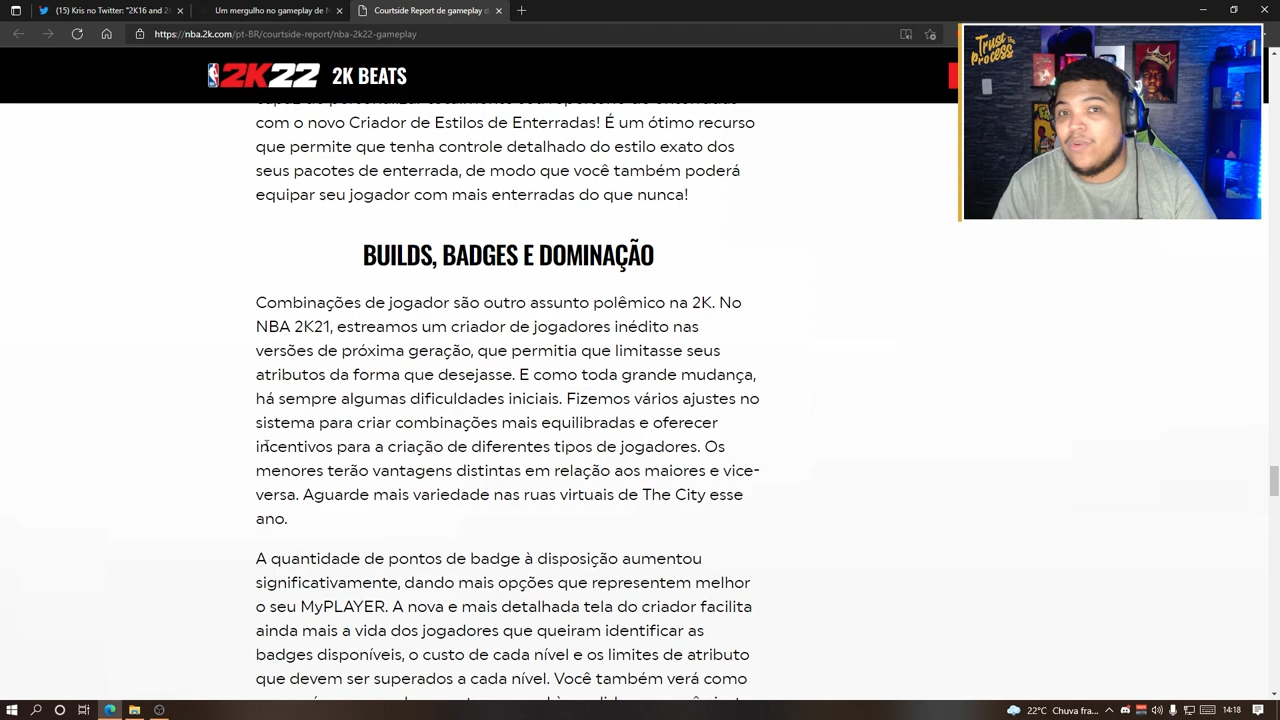 (15) Kris no Twitter: "2K16 and 2
Um mergulho no gameplay de N
Courtside Report de gameplay d
https://nba.2k.com/pt-BR/courtside-report/nba-2k22-gameplay
Trust The Process
2K22 2K BEATS
com o novo Criador de Estilos de Enterradas! É um ótimo recurso
que permite que tenha controle detalhado do estilo exato dos
seus pacotes de enterrada, de modo que você também poderá
equipar seu jogador com mais enterradas do que nunca!
BUILDS, BADGES E DOMINAÇÃO
Combinações de jogador são outro assunto polêmico na 2K. No
NBA 2K21, estreamos um criador de jogadores inédito nas
versões de próxima geração, que permitia que limitasse seus
atributos da forma que desejasse. E como toda grande mudança,
há sempre algumas dificuldades iniciais. Fizemos vários ajustes no
sistema para criar combinações mais equilibradas e oferecer
incentivos para a criação de diferentes tipos de jogadores. Os
menores terão vantagens distintas em relação aos maiores e vice-
versa. Aguarde mais variedade nas ruas virtuais de The City esse
ano.
A quantidade de pontos de badge à disposição aumentou
significativamente, dando mais opções que representem melhor
o seu MyPLAYER. A nova e mais detalhada tela do criador facilita
ainda mais a vida dos jogadores que queiram identificar as
badges disponíveis, o custo de cada nível e os limites de atributo
que devem ser superados a cada nível. Você também verá como
22°C Chuva fra...
14:18